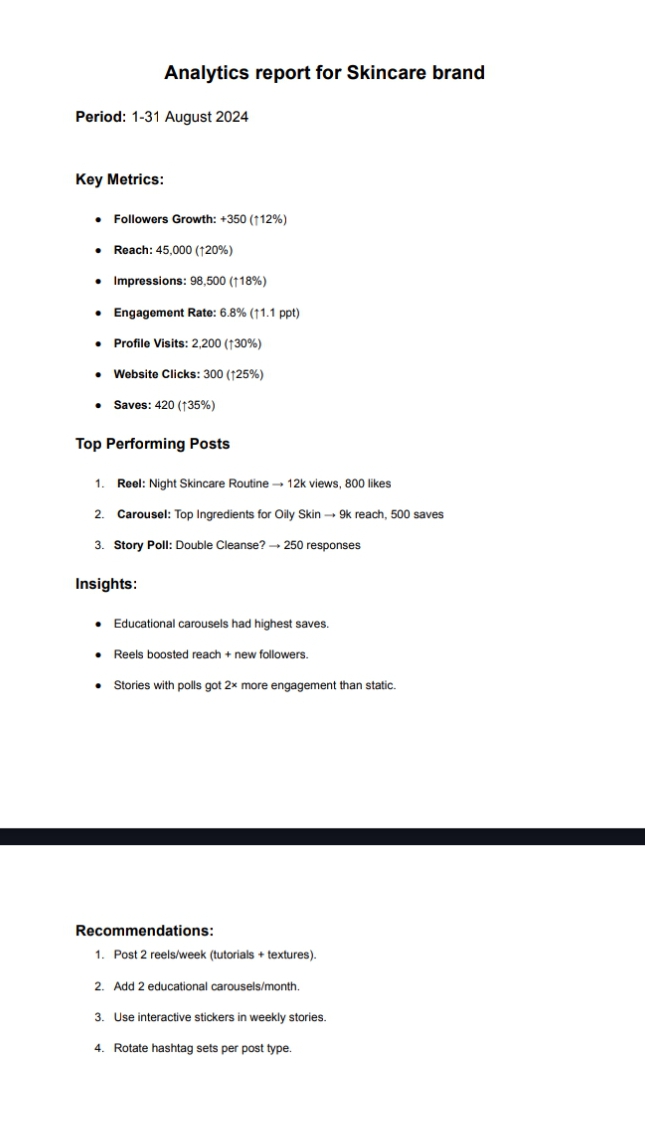 Analytics report for Skincare brand
Period: 1-31 August 2024
Key Metrics:
● Followers Growth: +350 (↑12%)
● Reach: 45,000 (↑20%)
● Impressions: 98,500 (↑18%)
● Engagement Rate: 6.8% (↑1.1 ppt)
● Profile Visits: 2,200 (↑30%)
● Website Clicks: 300 (↑25%)
● Saves: 420 (↑35%)
Top Performing Posts
1. Reel: Night Skincare Routine → 12k views, 800 likes
2. Carousel: Top Ingredients for Oily Skin → 9k reach, 500 saves
3. Story Poll: Double Cleanse? → 250 responses
Insights:
● Educational carousels had highest saves.
● Reels boosted reach + new followers.
● Stories with polls got 2× more engagement than static.
Recommendations:
1. Post 2 reels/week (tutorials + textures).
2. Add 2 educational carousels/month.
3. Use interactive stickers in weekly stories.
4. Rotate hashtag sets per post type.